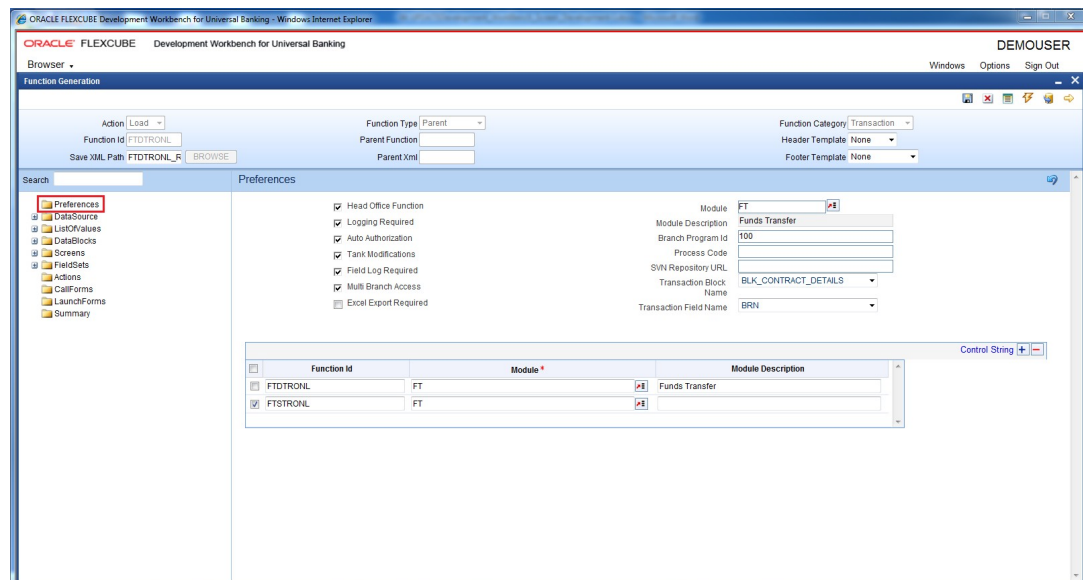 ORACLE FLEXCUBE Development Workbench for Universal Banking - Windows Internet Explorer
ORACLE FLEXCUBE Development Workbench for Universal Banking
DEMOUSER
Browser
Windows Options Sign Out
Function Generation
Action Load
Function Type Parent
Function Category Transaction
Function Id FTDTRONL
Parent Function
Header Template None
Save XML Path FTDTRONL_R BROWSE
Parent Xml
Footer Template None
Search
Preferences
Preferences
DataSource
ListOfValues
DataBlocks
Screens
FieldSets
Actions
CallForms
LaunchForms
Summary
Head Office Function
Logging Required
Auto Authorization
Tank Modifications
Field Log Required
Multi Branch Access
Excel Export Required
Module FT
Module Description Funds Transfer
Branch Program Id 100
Process Code
SVN Repository URL
Transaction Block Name BLK_CONTRACT_DETAILS
Transaction Field Name BRN
Control String + -
Function Id Module * Module Description
FTDTRONL FT Funds Transfer
FTSTRONL FT